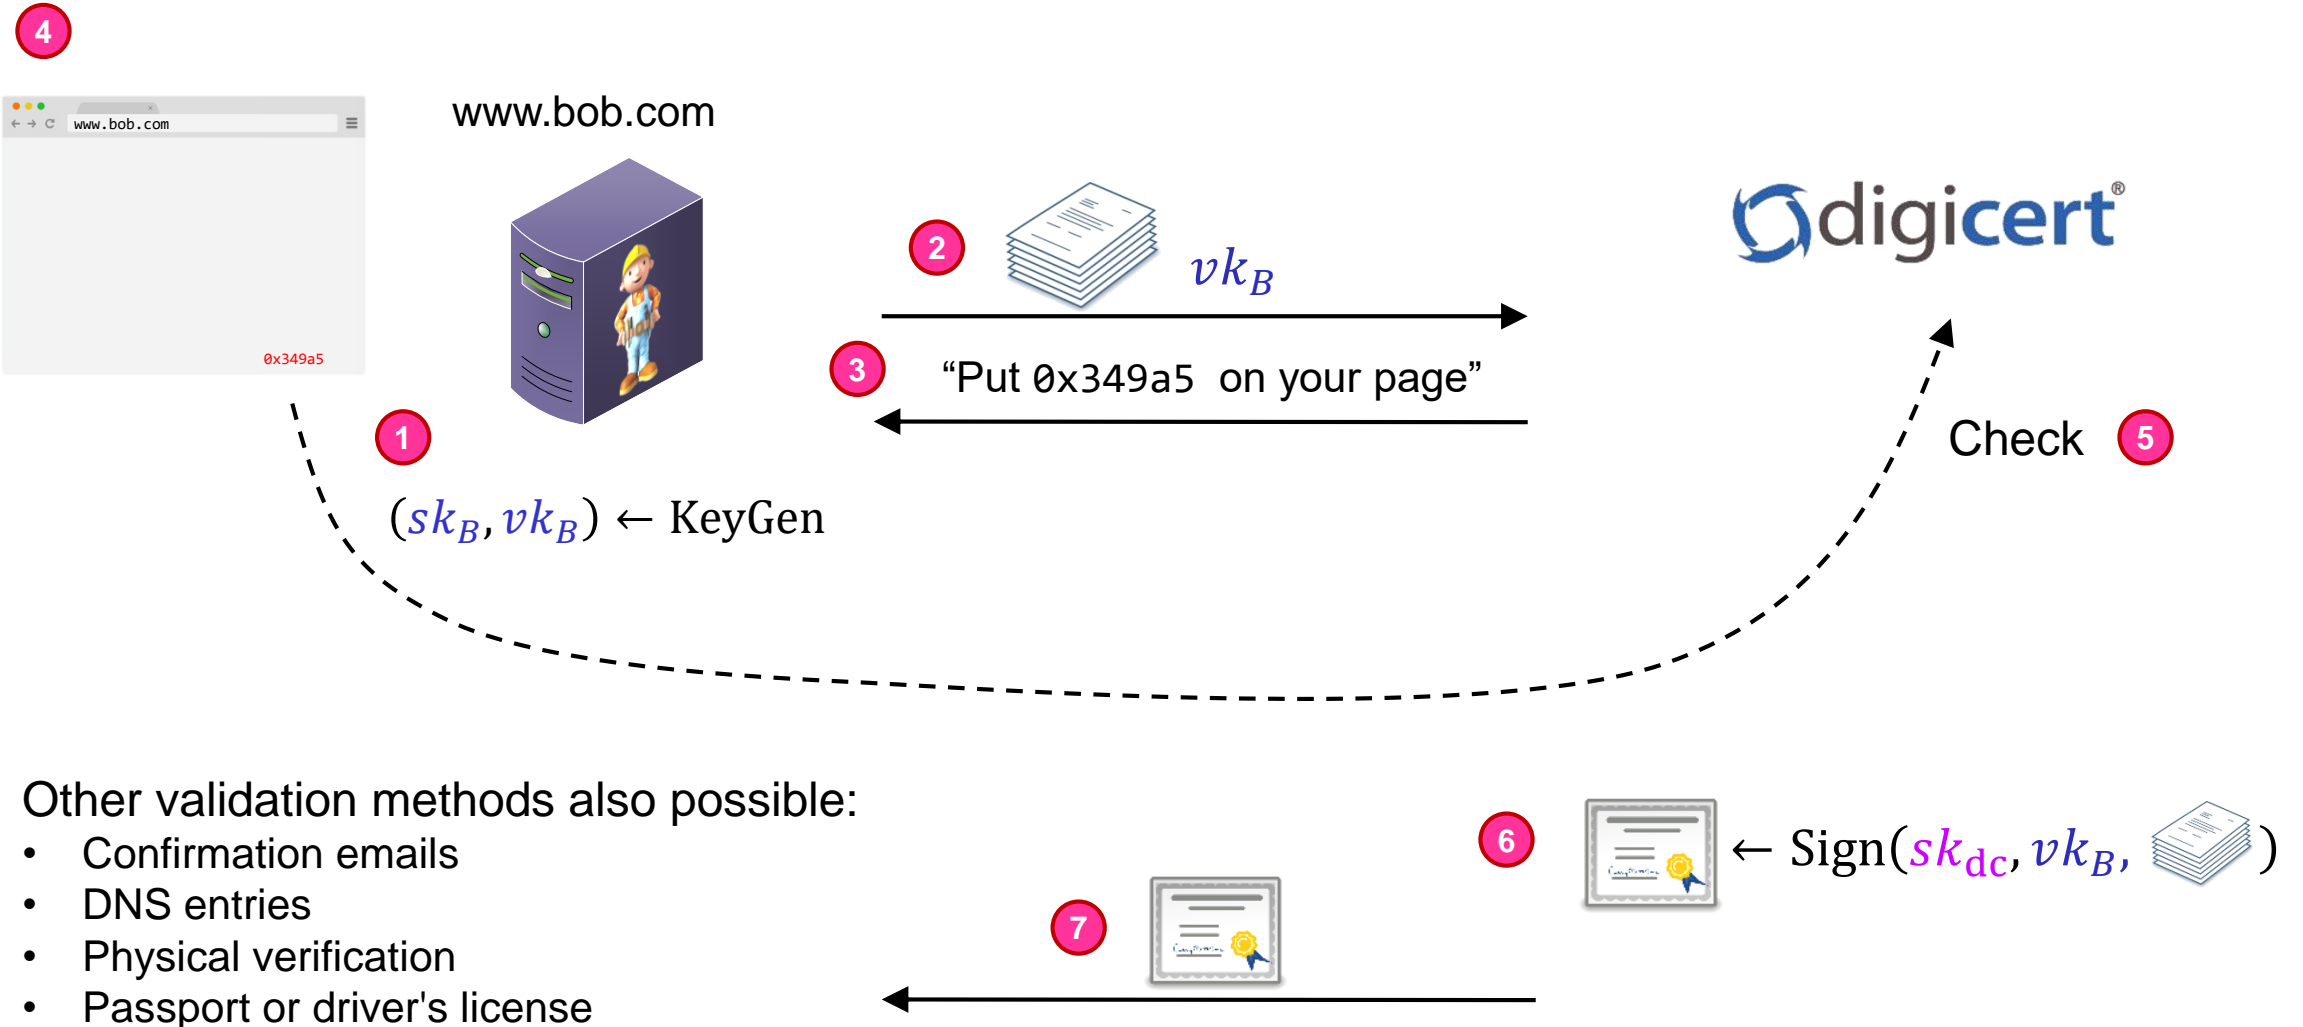 4
www.bob.com
www.bob.com
0x349a5
2
vk_B
digicert®
3
“Put 0x349a5 on your page”
1
(sk_B, vk_B) ← KeyGen
Check 5
Other validation methods also possible:
• Confirmation emails
• DNS entries
• Physical verification
• Passport or driver's license
6
← Sign(sk_dc, vk_B, )
7